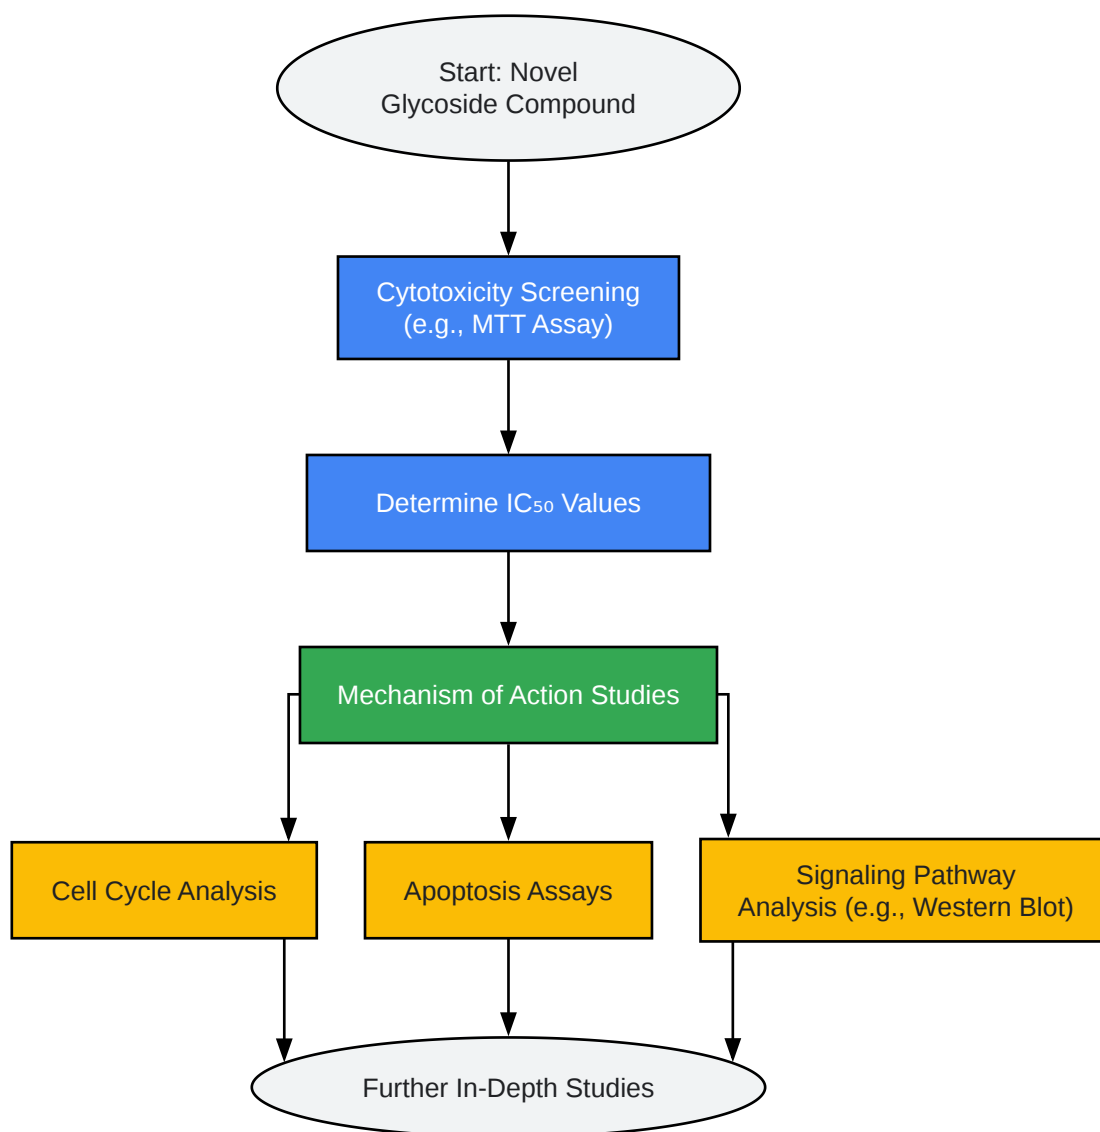 Start: Novel
Glycoside Compound
Cytotoxicity Screening
(e.g., MTT Assay)
Determine IC₅₀ Values
Mechanism of Action Studies
Cell Cycle Analysis
Apoptosis Assays
Signaling Pathway
Analysis (e.g., Western Blot)
Further In-Depth Studies